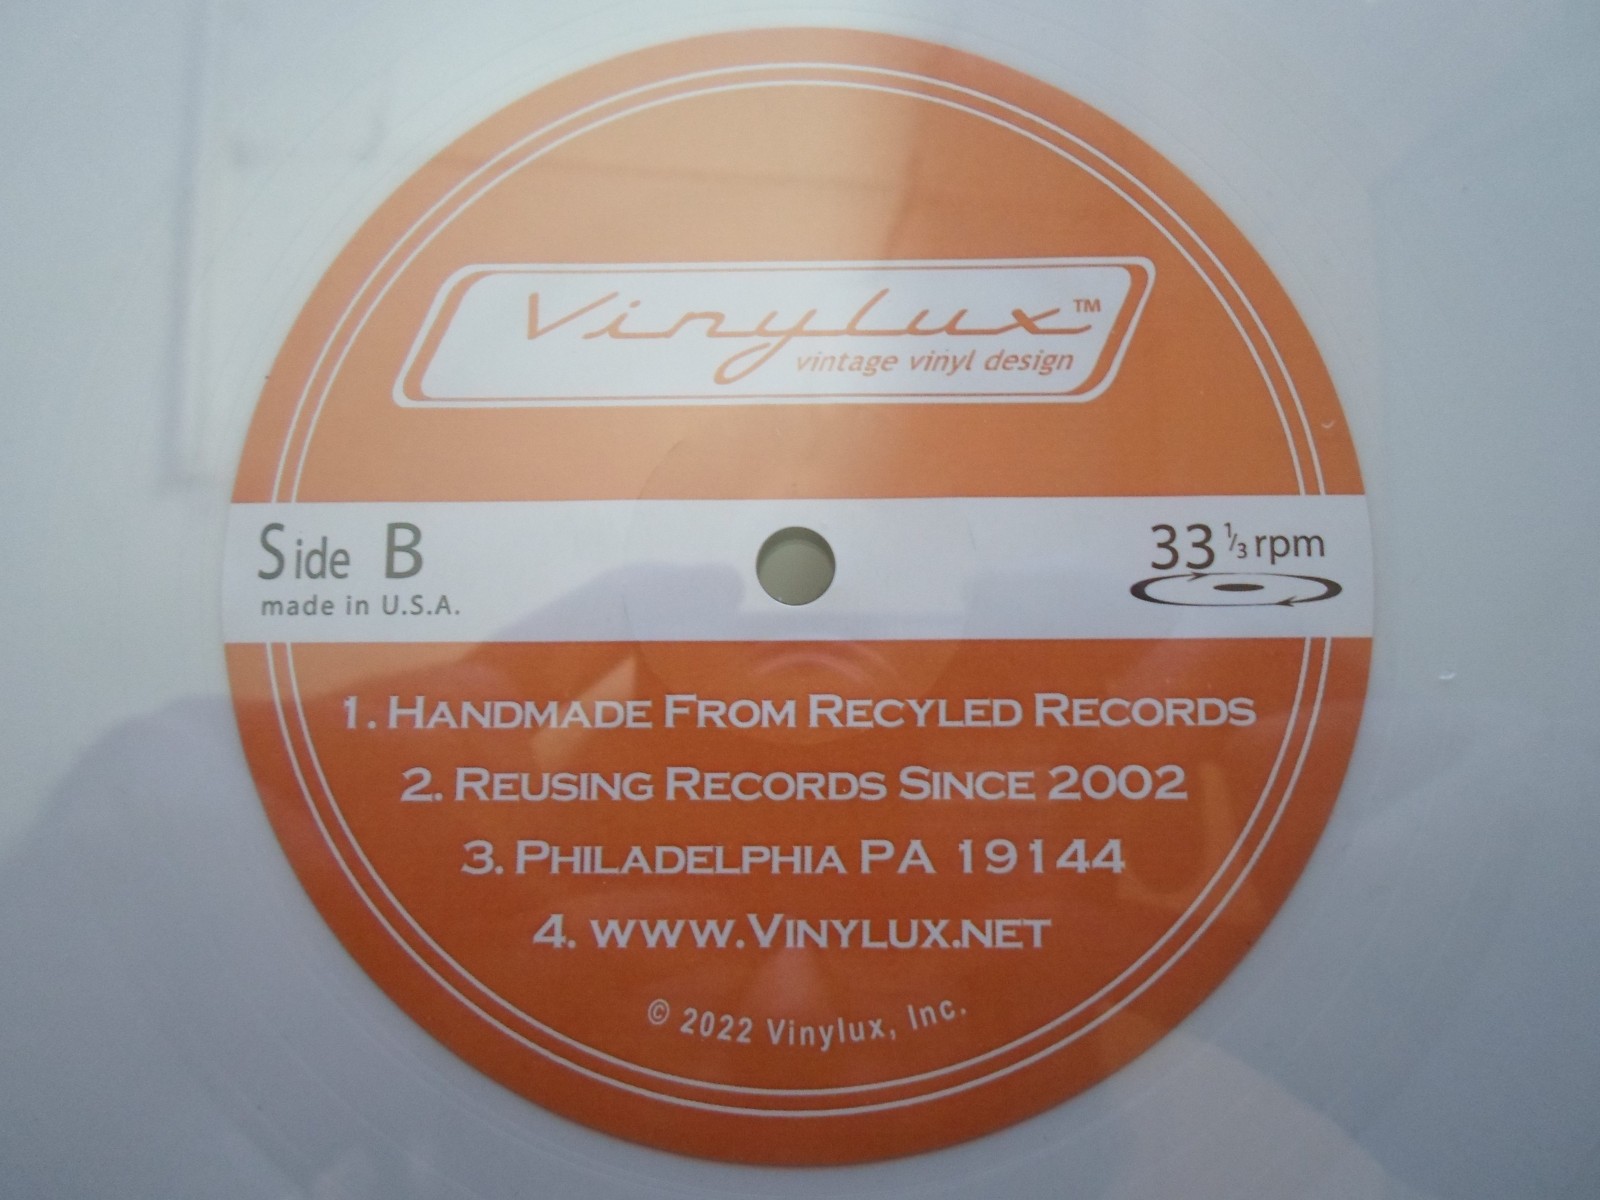 Vinylux™
vintage vinyl design
Side B
made in U.S.A.
33 1/3 rpm
1. HANDMADE FROM RECYLED RECORDS
2. REUSING RECORDS SINCE 2002
3. PHILADELPHIA PA 19144
4. WWW.VINYLUX.NET
© 2022 Vinylux, Inc.